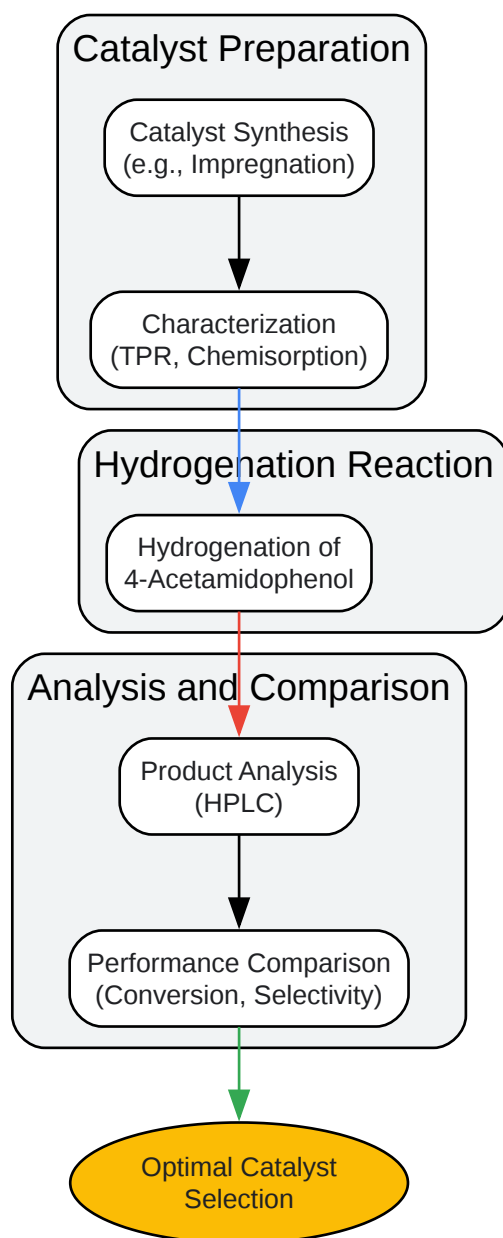 Catalyst Preparation
Catalyst Synthesis
(e.g., Impregnation)
Characterization
(TPR, Chemisorption)
Hydrogenation Reaction
Hydrogenation of
4-Acetamidophenol
Analysis and Comparison
Product Analysis
(HPLC)
Performance Comparison
(Conversion, Selectivity)
Optimal Catalyst
Selection